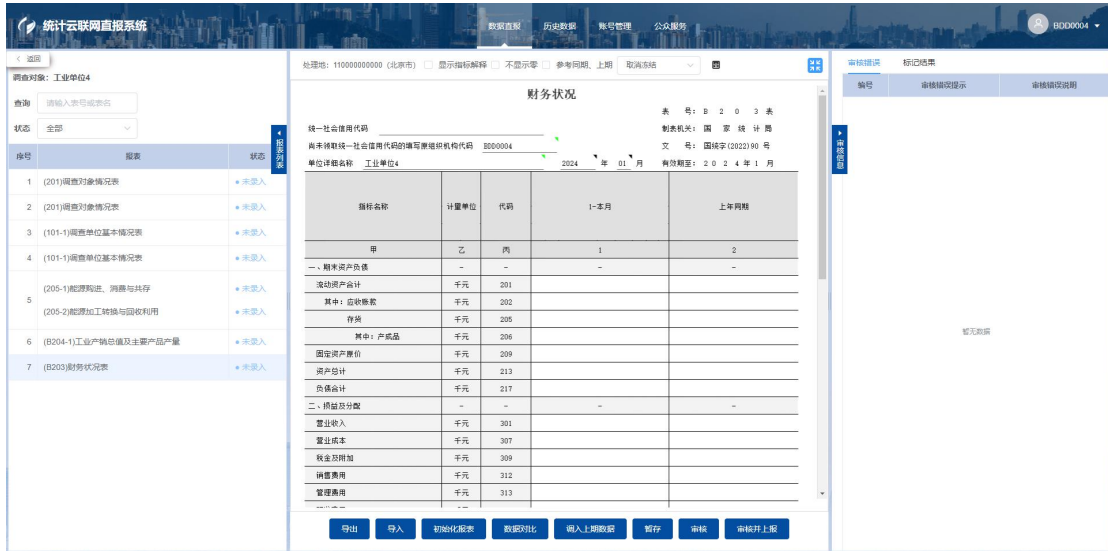 统计云联网直报系统
数据直报 历史数据 账号管理 公众服务
BDD0004
返回
调查对象：工业单位4
查询 请输入表号或表名
状态 全部
序号 报表 状态
1 (201)调查对象情况表 未录入
2 (201)调查对象情况表 未录入
3 (101-1)调查单位基本情况表 未录入
4 (101-1)调查单位基本情况表 未录入
5 (205-1)能源购进、消费与共存 未录入
(205-2)能源加工转换与回收利用 未录入
6 (B204-1)工业产销总值及主要产品产量 未录入
7 (B203)财务状况表 未录入
报表列表
处理地：110000000000 (北京市) 显示指标解释 不显示零 参考同期、上期 取消冻结
财务状况
表 号：B 2 0 3 表
统一社会信用代码 制表机关：国 家 统 计 局
尚未领取统一社会信用代码的填写原组织机构代码 BDD0004 文 号：国统字(2022)90 号
单位详细名称 工业单位4 2024 年 01 月 有效期至：2 0 2 4 年 1 月
指标名称 计量单位 代码 1-本月 上年同期
甲 乙 丙 1 2
一、期末资产负债 - - - -
流动资产合计 千元 201
其中：应收账款 千元 202
存货 千元 205
其中：产成品 千元 206
固定资产原价 千元 209
资产总计 千元 213
负债合计 千元 217
二、损益及分配 - - - -
营业收入 千元 301
营业成本 千元 307
税金及附加 千元 309
销售费用 千元 312
管理费用 千元 313
导出 导入 初始化报表 数据对比 调入上期数据 暂存 审核 审核并上报
审核信息
审核错误 标记结果
编号 审核错误提示 审核错误说明
暂无数据